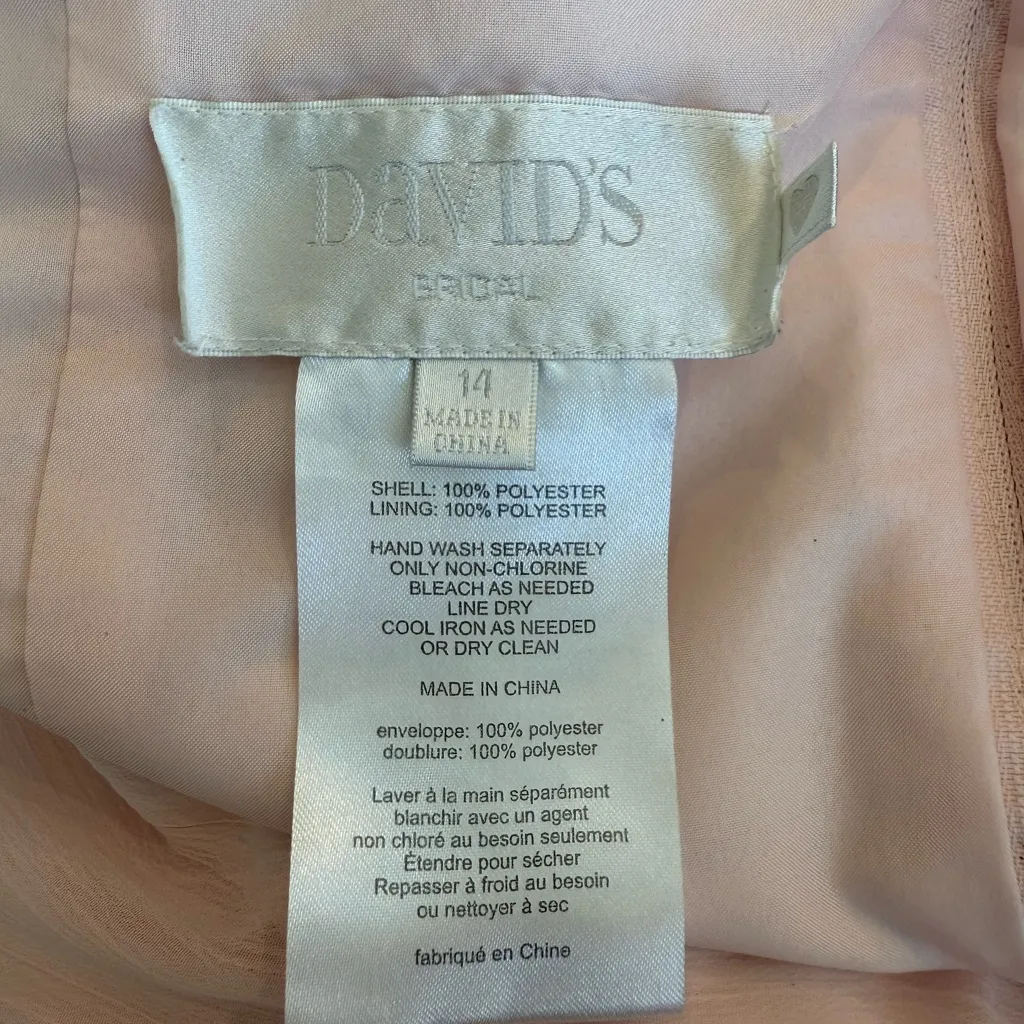 DaVID'S
BRIDAL
14
MADE IN
CHINA
SHELL: 100% POLYESTER
LINING: 100% POLYESTER
HAND WASH SEPARATELY
ONLY NON-CHLORINE
BLEACH AS NEEDED
LINE DRY
COOL IRON AS NEEDED
OR DRY CLEAN
MADE IN CHINA
enveloppe: 100% polyester
doublure: 100% polyester
Laver à la main séparément
blanchir avec un agent
non chloré au besoin seulement
Étendre pour sécher
Repasser à froid au besoin
ou nettoyer à sec
fabriqué en Chine